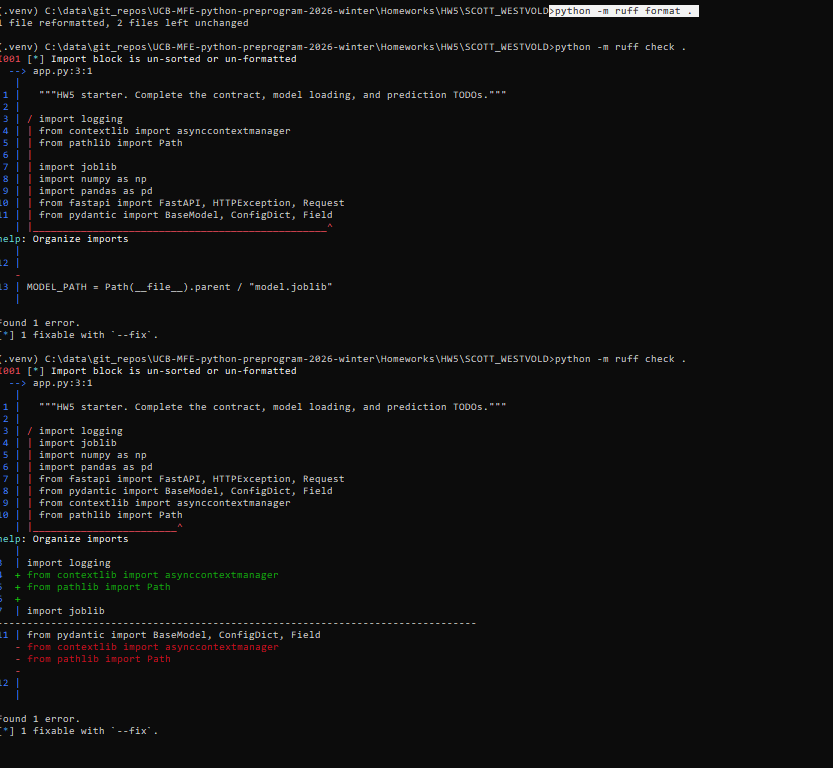 (.venv) C:\data\git_repos\UCB-MFE-python-preprogram-2026-winter\Homeworks\HW5\SCOTT_WESTVOLD>python -m ruff format .
1 file reformatted, 2 files left unchanged
(.venv) C:\data\git_repos\UCB-MFE-python-preprogram-2026-winter\Homeworks\HW5\SCOTT_WESTVOLD>python -m ruff check .
I001 [*] Import block is un-sorted or un-formatted
--> app.py:3:1
|
1 | """HW5 starter. Complete the contract, model loading, and prediction TODOs."""
2 |
3 | / import logging
4 | | from contextlib import asynccontextmanager
5 | | from pathlib import Path
6 | |
7 | | import joblib
8 | | import numpy as np
9 | | import pandas as pd
10 | | from fastapi import FastAPI, HTTPException, Request
11 | | from pydantic import BaseModel, ConfigDict, Field
| |_________________________________________________^
help: Organize imports
|
12 |
-
13 | MODEL_PATH = Path(__file__).parent / "model.joblib"
|
Found 1 error.
[*] 1 fixable with `--fix`.
(.venv) C:\data\git_repos\UCB-MFE-python-preprogram-2026-winter\Homeworks\HW5\SCOTT_WESTVOLD>python -m ruff check .
I001 [*] Import block is un-sorted or un-formatted
--> app.py:3:1
|
1 | """HW5 starter. Complete the contract, model loading, and prediction TODOs."""
2 |
3 | / import logging
4 | | import joblib
5 | | import numpy as np
6 | | import pandas as pd
7 | | from fastapi import FastAPI, HTTPException, Request
8 | | from pydantic import BaseModel, ConfigDict, Field
9 | | from contextlib import asynccontextmanager
10 | | from pathlib import Path
| |________________________^
help: Organize imports
|
3 | import logging
4 + from contextlib import asynccontextmanager
5 + from pathlib import Path
6 +
7 | import joblib
--------------------------------------------------------------------------------
11 | from pydantic import BaseModel, ConfigDict, Field
- from contextlib import asynccontextmanager
- from pathlib import Path
-
12 |
|
Found 1 error.
[*] 1 fixable with `--fix`.